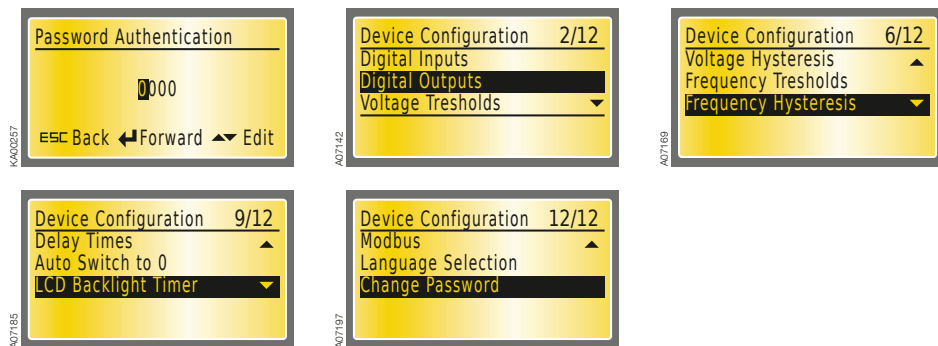 Password Authentication
0000
ESC Back Forward Edit
KA00257
Device Configuration 2/12
Digital Inputs
Digital Outputs
Voltage Tresholds
A07142
Device Configuration 6/12
Voltage Hysteresis
Frequency Tresholds
Frequency Hysteresis
A07169
Device Configuration 9/12
Delay Times
Auto Switch to 0
LCD Backlight Timer
A07185
Device Configuration 12/12
Modbus
Language Selection
Change Password
A07197